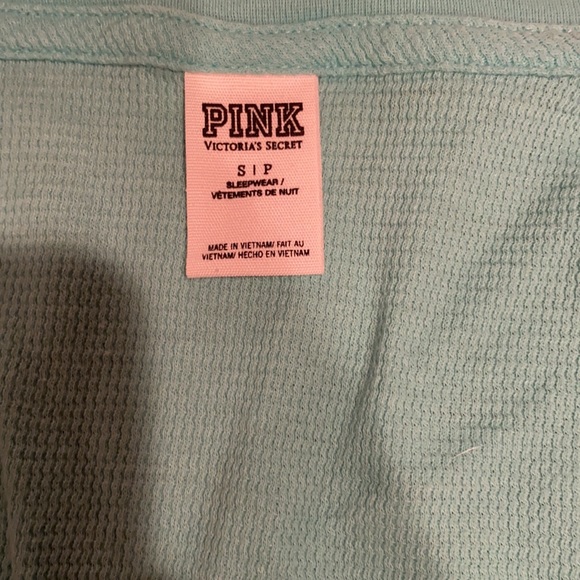 PINK
VICTORIA'S SECRET
S | P
SLEEPWEAR /
VÊTEMENTS DE NUIT
MADE IN VIETNAM/ FAIT AU
VIETNAM/ HECHO EN VIETNAM